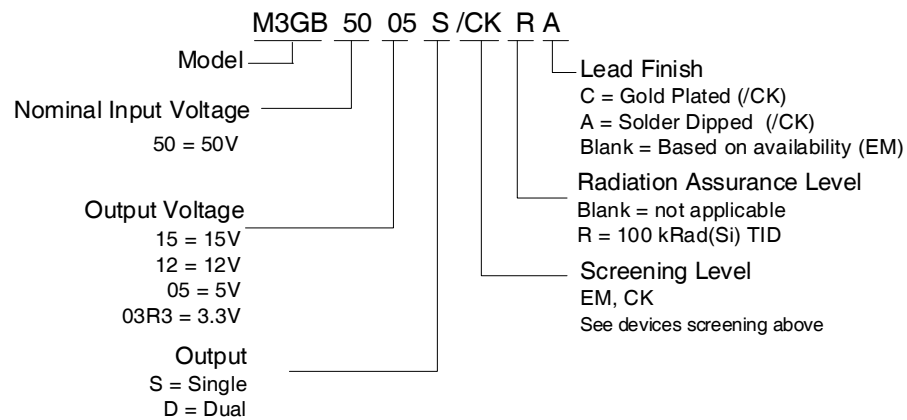 M3GB 50 05 S /CK R A
Model
Nominal Input Voltage
50 = 50V
Output Voltage
15 = 15V
12 = 12V
05 = 5V
03R3 = 3.3V
Output
S = Single
D = Dual
Lead Finish
C = Gold Plated (/CK)
A = Solder Dipped (/CK)
Blank = Based on availability (EM)
Radiation Assurance Level
Blank = not applicable
R = 100 kRad(Si) TID
Screening Level
EM, CK
See devices screening above